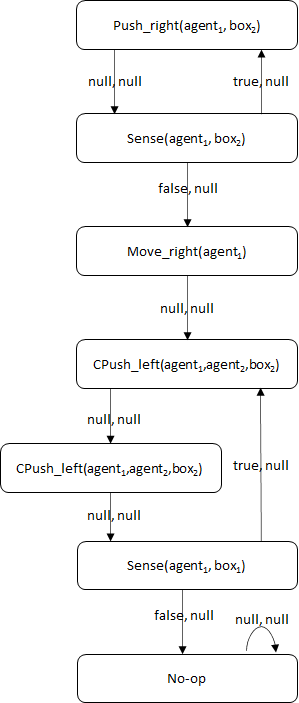 Push_right(agent₁, box₂)
null, null
true, null
Sense(agent₁, box₂)
false, null
Move_right(agent₁)
null, null
CPush_left(agent₁,agent₂,box₂)
null, null
CPush_left(agent₁,agent₂,box₂)
true, null
null, null
Sense(agent₁, box₁)
false, null
null, null
No-op